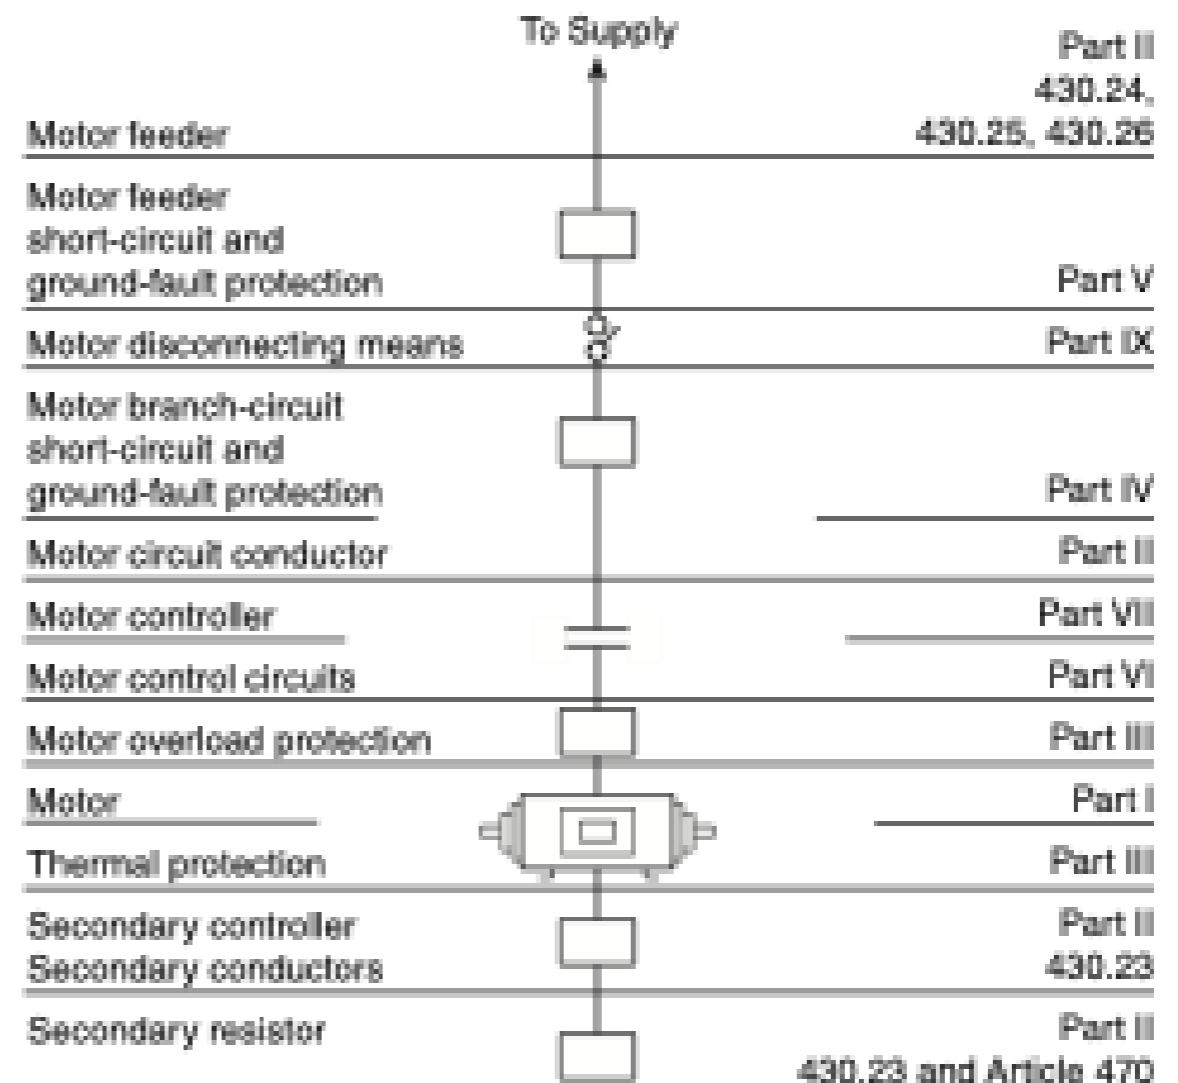 To Supply
Part II
430.24,
Motor feeder 430.25, 430.26
Motor feeder
short-circuit and
ground-fault protection Part V
Motor disconnecting means Part IX
Motor branch-circuit
short-circuit and
ground-fault protection Part IV
Motor circuit conductor Part II
Motor controller Part VII
Motor control circuits Part VI
Motor overload protection Part III
Motor Part I
Thermal protection Part III
Secondary controller Part II
Secondary conductors 430.23
Secondary resistor Part II
430.23 and Article 470